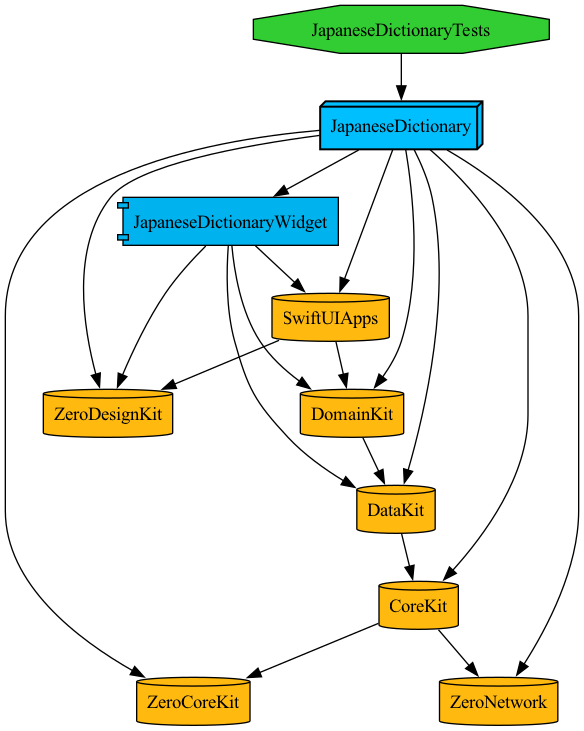 JapaneseDictionaryTests
JapaneseDictionary
JapaneseDictionaryWidget
SwiftUIApps
ZeroDesignKit
DomainKit
DataKit
CoreKit
ZeroCoreKit
ZeroNetwork